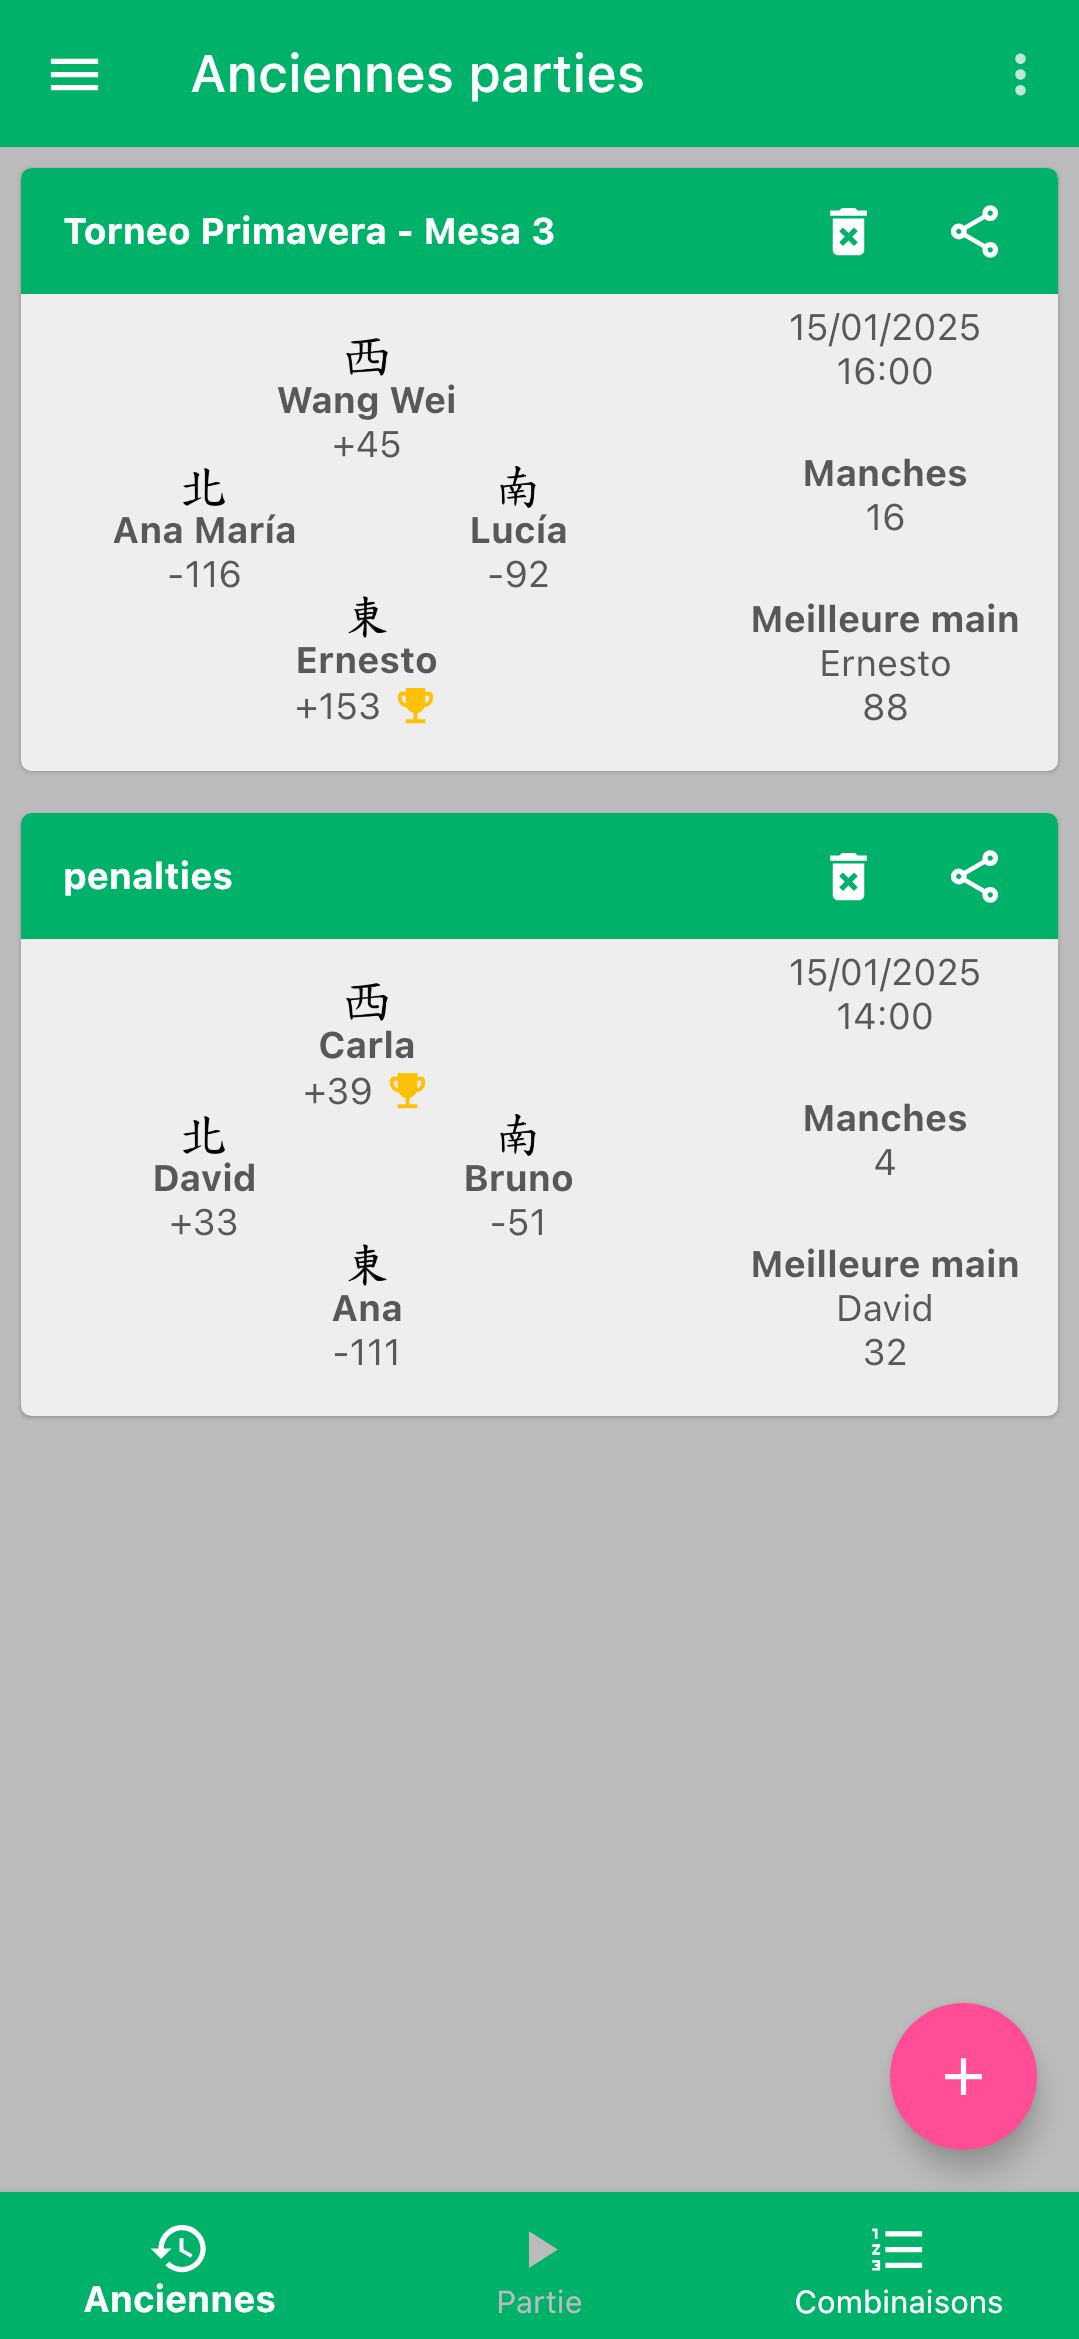 Anciennes parties
Torneo Primavera - Mesa 3
西
Wang Wei
+45
北
Ana María
-116
南
Lucía
-92
東
Ernesto
+153
15/01/2025
16:00
Manches
16
Meilleure main
Ernesto
88
penalties
西
Carla
+39
北
David
+33
南
Bruno
-51
東
Ana
-111
15/01/2025
14:00
Manches
4
Meilleure main
David
32
Anciennes
Partie
Combinaisons